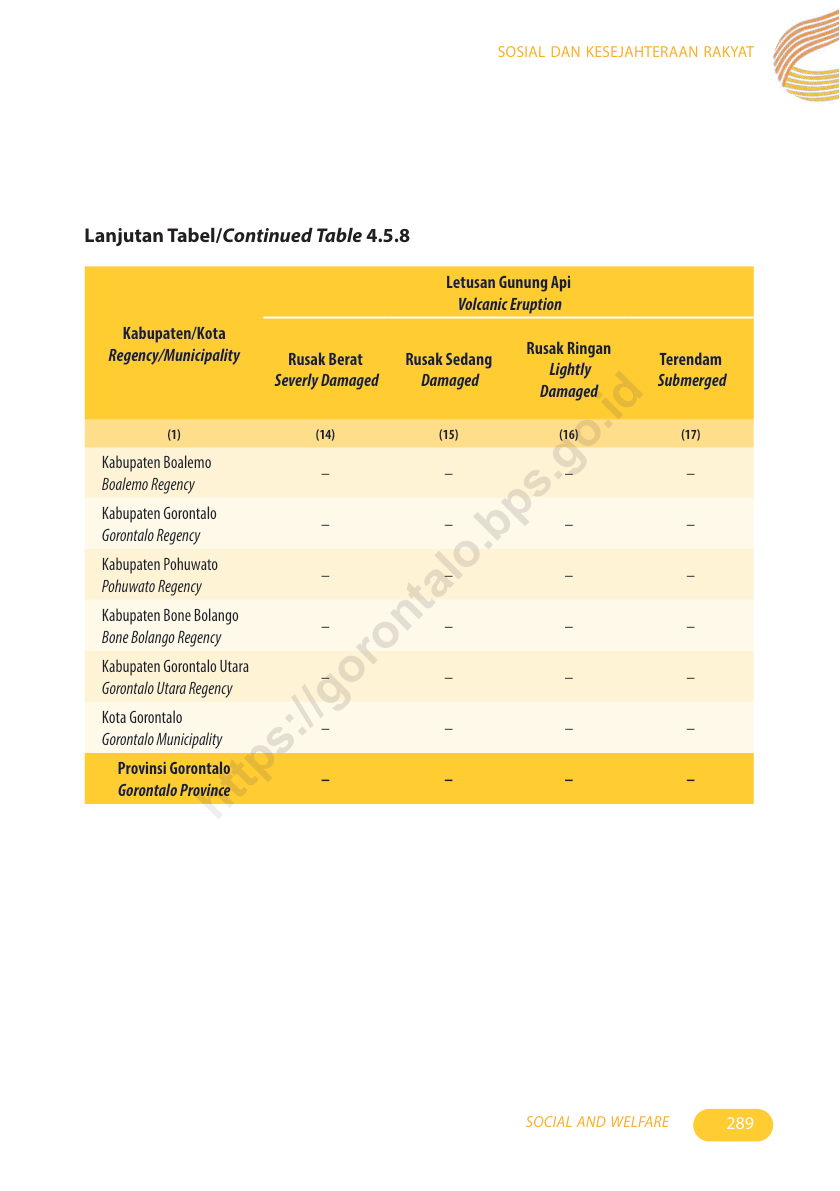 SOSIAL DAN KESEJAHTERAAN RAKYAT
Lanjutan Tabel/Continued Table 4.5.8
Kabupaten/Kota
Regency/Municipality
Letusan Gunung Api
Volcanic Eruption
Rusak Berat
Severly Damaged
Rusak Sedang
Damaged
Rusak Ringan
Lightly
Damaged
Terendam
Submerged
(1) (14) (15) (16) (17)
Kabupaten Boalemo
Boalemo Regency
– – – –
Kabupaten Gorontalo
Gorontalo Regency
– – – –
Kabupaten Pohuwato
Pohuwato Regency
– – – –
Kabupaten Bone Bolango
Bone Bolango Regency
– – – –
Kabupaten Gorontalo Utara
Gorontalo Utara Regency
– – – –
Kota Gorontalo
Gorontalo Municipality
– – – –
Provinsi Gorontalo
Gorontalo Province
– – – –
https://gorontalo.bps.go.id
SOCIAL AND WELFARE 289